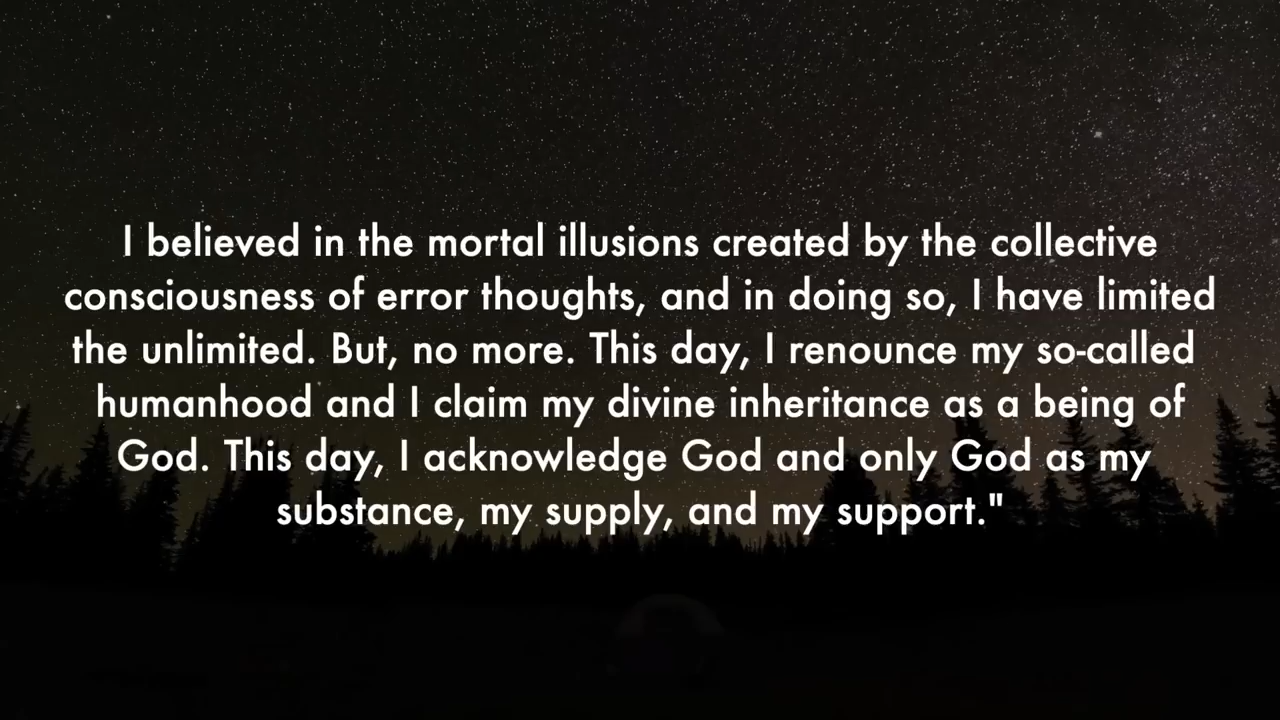 I believed in the mortal illusions created by the collective
consciousness of error thoughts, and in doing so, I have limited
the unlimited. But, no more. This day, I renounce my so-called
humanhood and I claim my divine inheritance as a being of
God. This day, I acknowledge God and only God as my
substance, my supply, and my support."